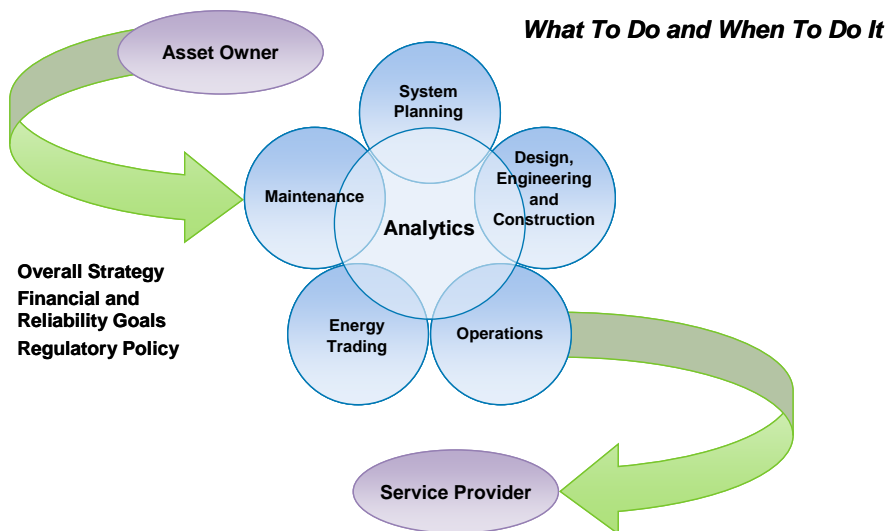 What To Do and When To Do It
Asset Owner
System
Planning
Design,
Engineering
and
Construction
Maintenance
Analytics
Overall Strategy
Financial and
Reliability Goals
Regulatory Policy
Energy
Trading
Operations
Service Provider